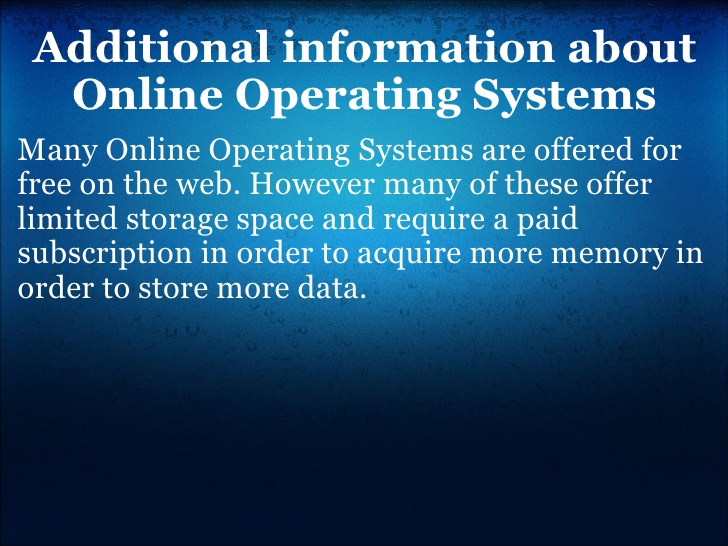 Additional information about
Online Operating Systems
Many Online Operating Systems are offered for
free on the web. However many of these offer
limited storage space and require a paid
subscription in order to acquire more memory in
order to store more data.